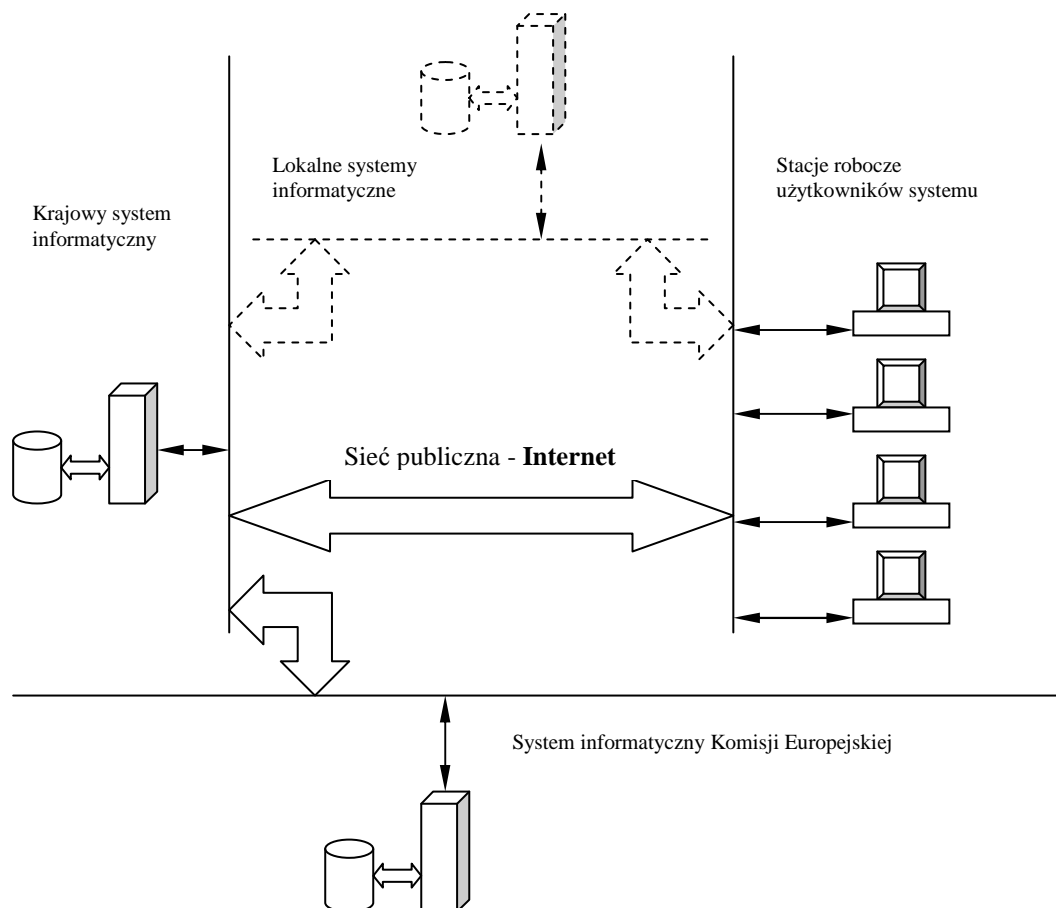 Lokalne systemy
informatyczne
Stacje robocze
użytkowników systemu
Krajowy system
informatyczny
Sieć publiczna - Internet
System informatyczny Komisji Europejskiej